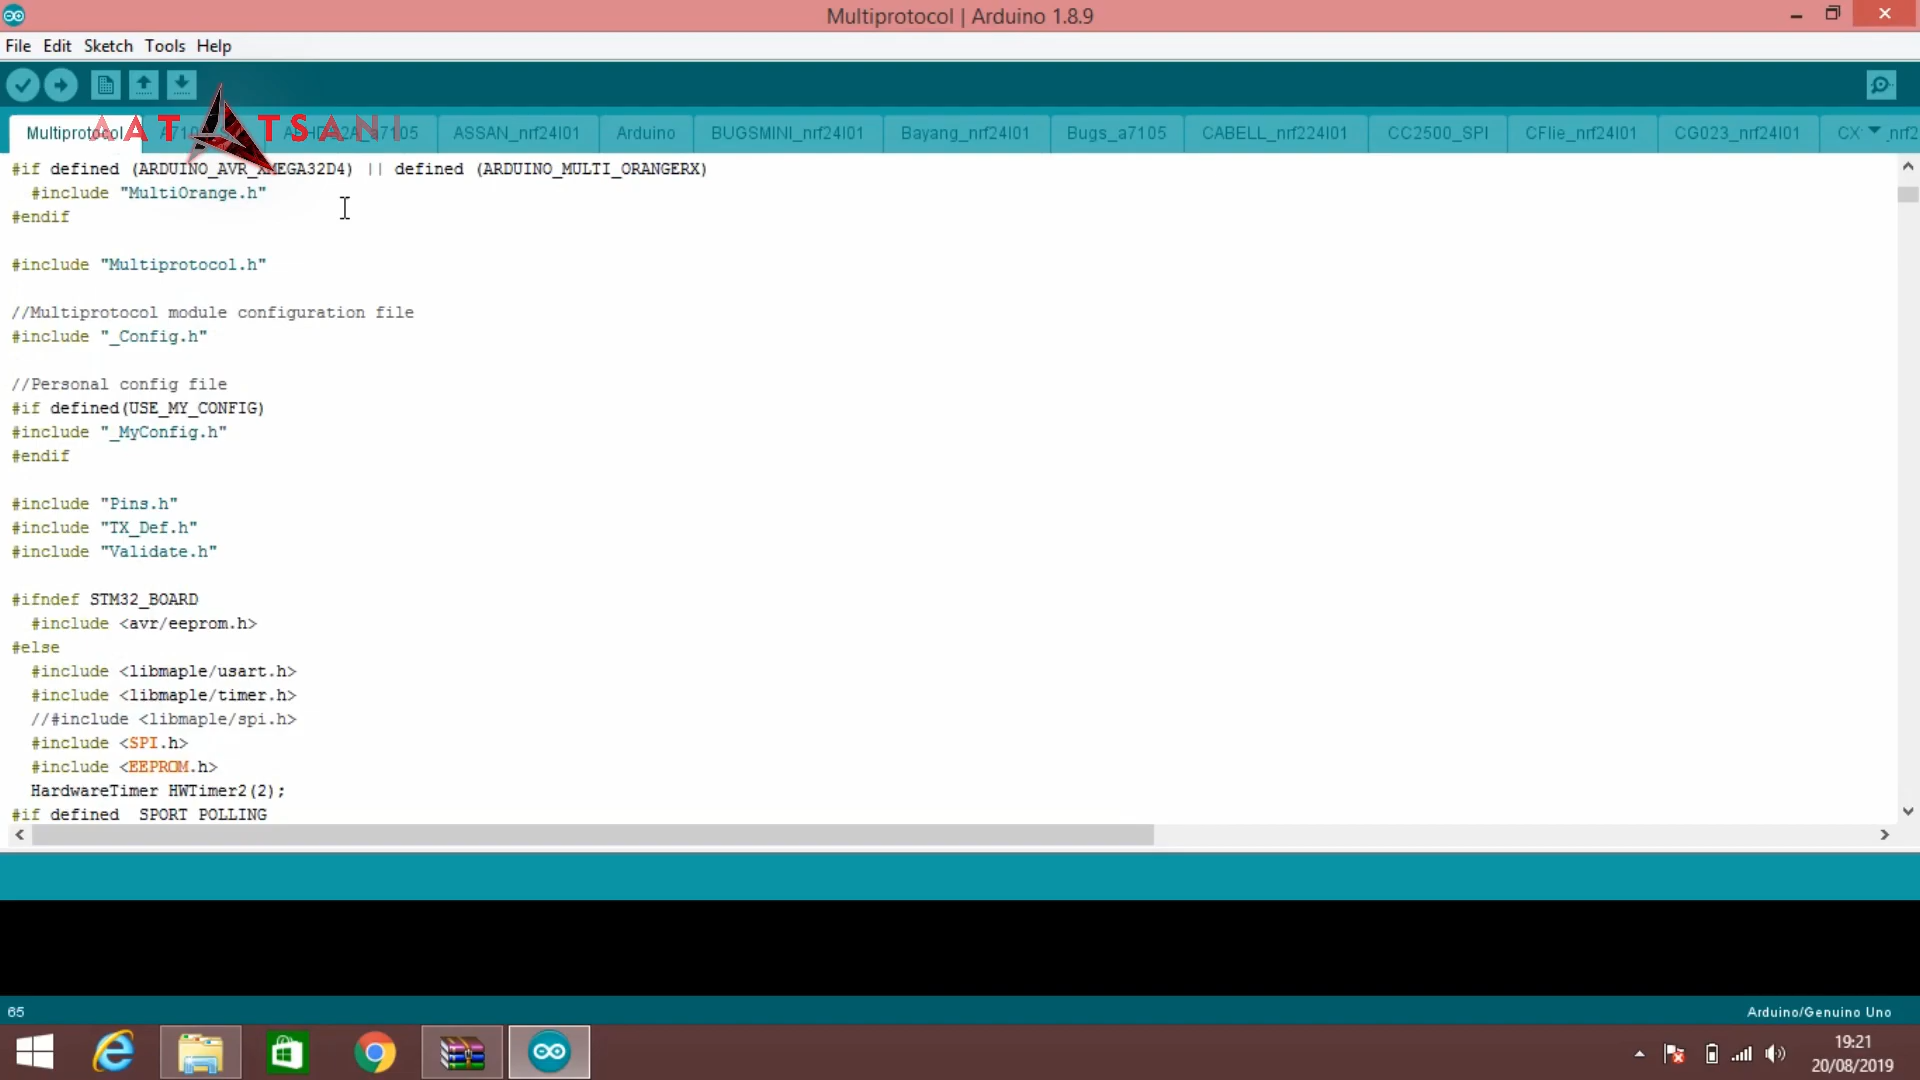 Multiprotocol | Arduino 1.8.9
File Edit Sketch Tools Help
AATATSANI
Multiprotocol ASSAN_nrf24l01 Arduino BUGSMINI_nrf24l01 Bayang_nrf24l01 Bugs_a7105 CABELL_nrf224l01 CC2500_SPI CFlie_nrf24l01 CG023_nrf24l01
#if defined (ARDUINO_AVR_XMEGA32D4) || defined (ARDUINO_MULTI_ORANGERX)
#include "MultiOrange.h"
#endif
#include "Multiprotocol.h"
//Multiprotocol module configuration file
#include "_Config.h"
//Personal config file
#if defined(USE_MY_CONFIG)
#include "_MyConfig.h"
#endif
#include "Pins.h"
#include "TX_Def.h"
#include "Validate.h"
#ifndef STM32_BOARD
#include <avr/eeprom.h>
#else
#include <libmaple/usart.h>
#include <libmaple/timer.h>
//#include <libmaple/spi.h>
#include <SPI.h>
#include <EEPROM.h>
HardwareTimer HWTimer2(2);
#if defined SPORT POLLING
65
Arduino/Genuino Uno
19:21
20/08/2019